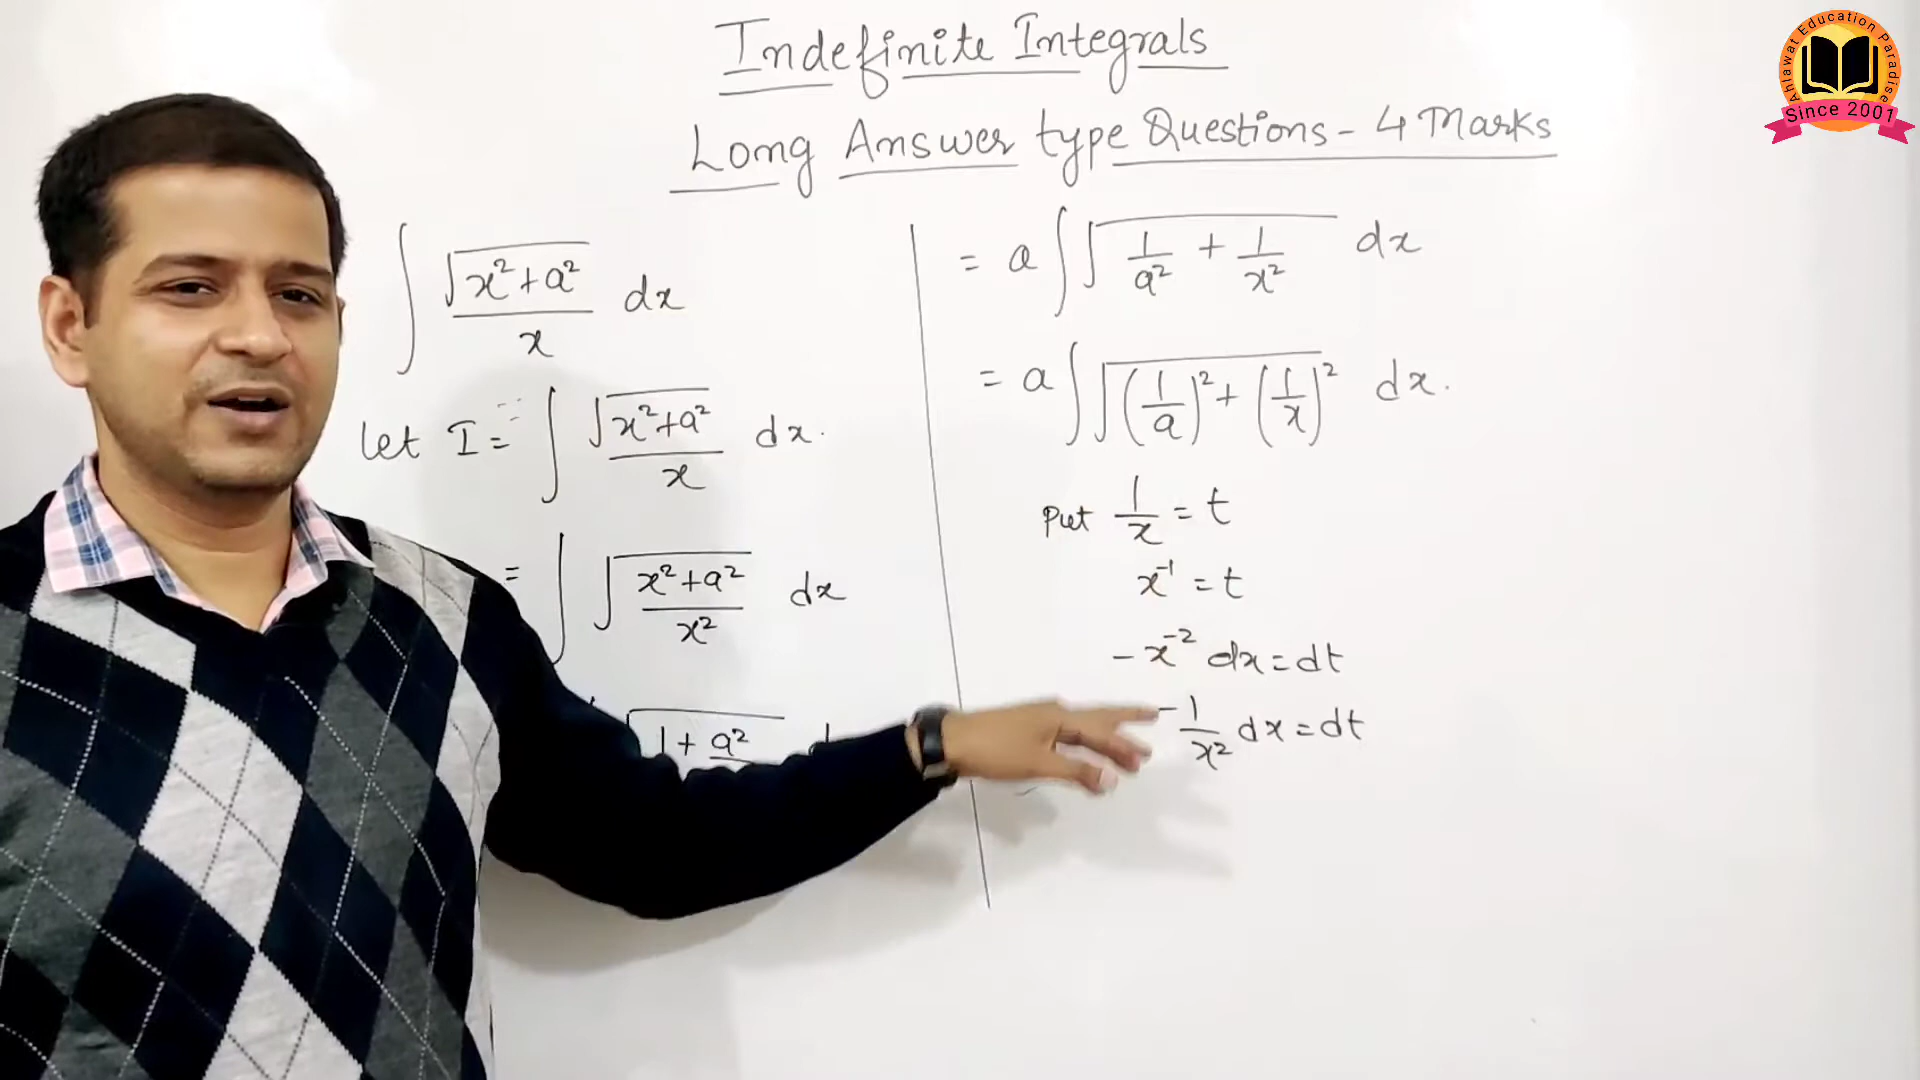 Indefinite Integrals
Long Answer type Questions - 4 Marks
∫ √(x²+a²)/x dx
Let I = ∫ √(x²+a²)/x dx.
= ∫ √((x²+a²)/x²) dx
1 + a²
= a ∫ √(1/a² + 1/x²) dx
= a ∫ √((1/a)² + (1/x)²) dx.
Put 1/x = t
x⁻¹ = t
-x⁻² dx = dt
-1/x² dx = dt
Ahlawat Education Paradise
Since 2001